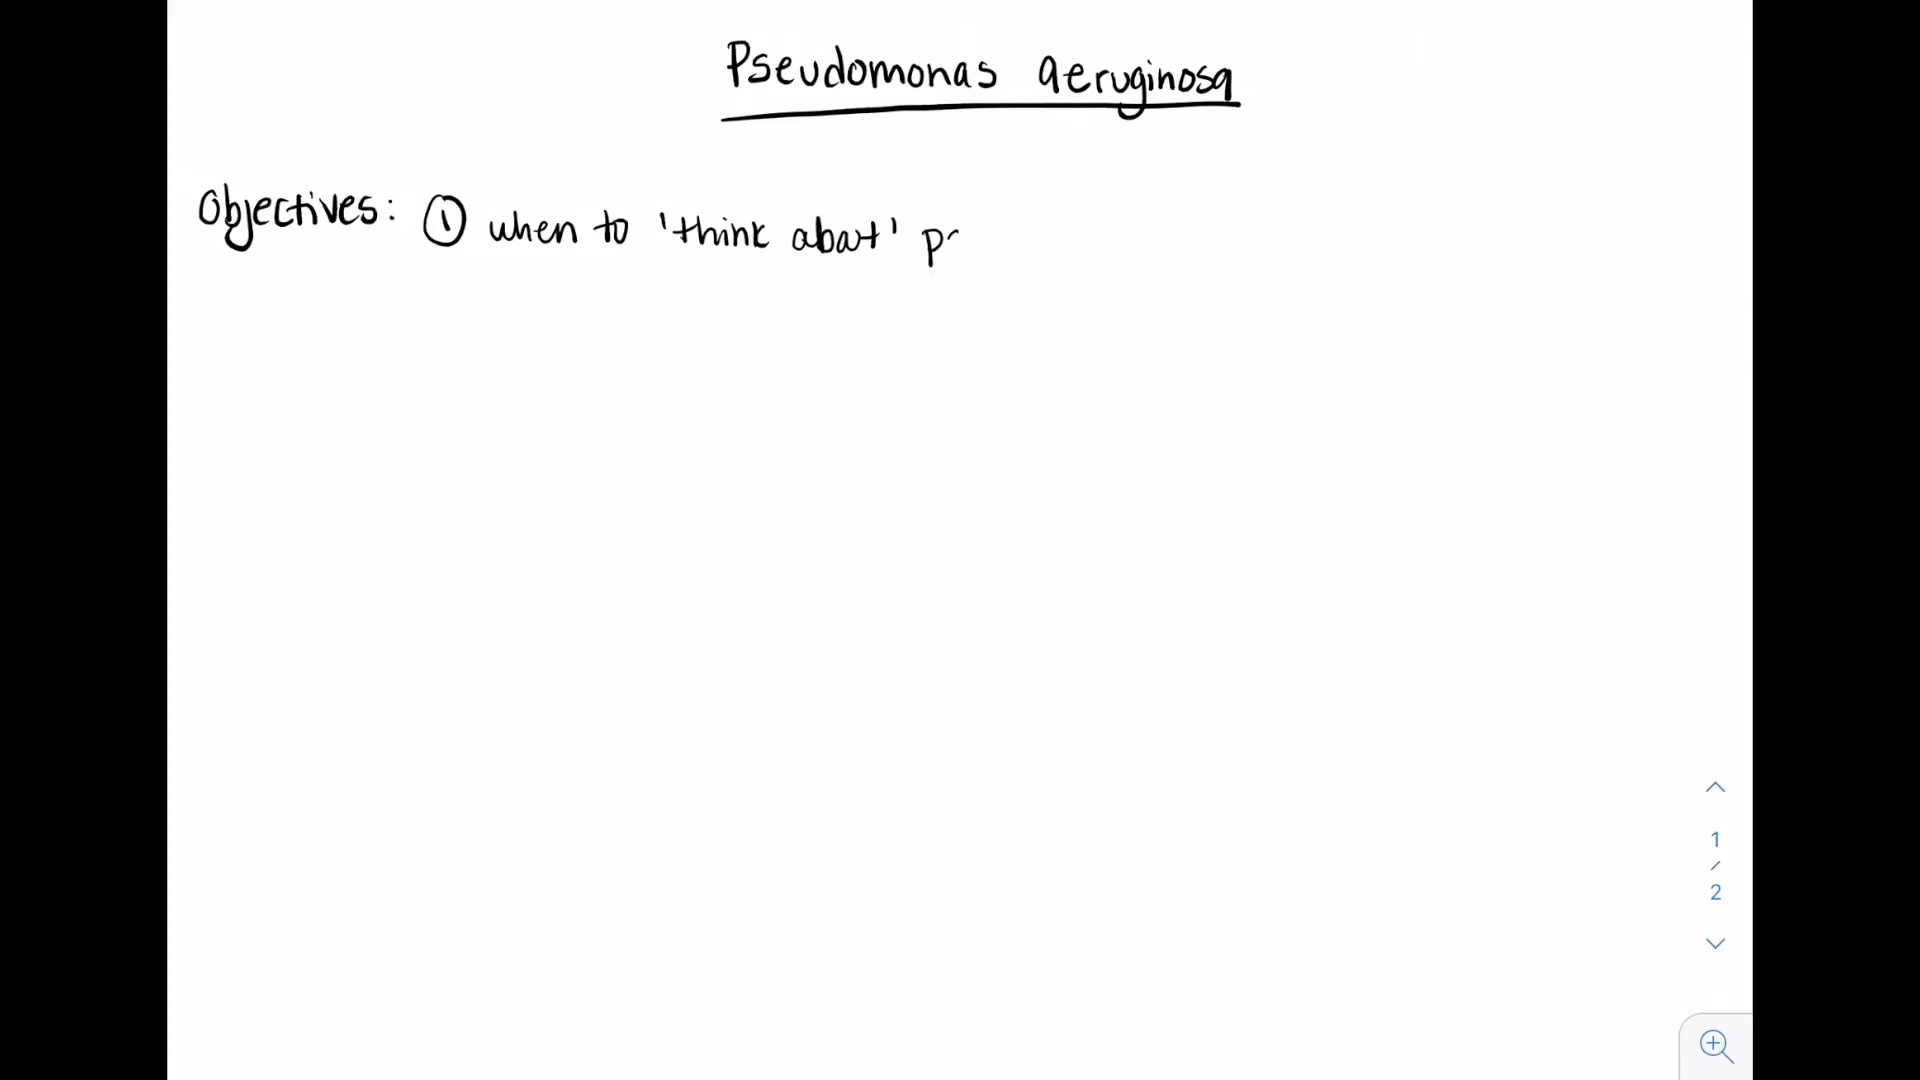 Pseudomonas aeruginosa
Objectives: ① when to 'think about' p
1
/
2